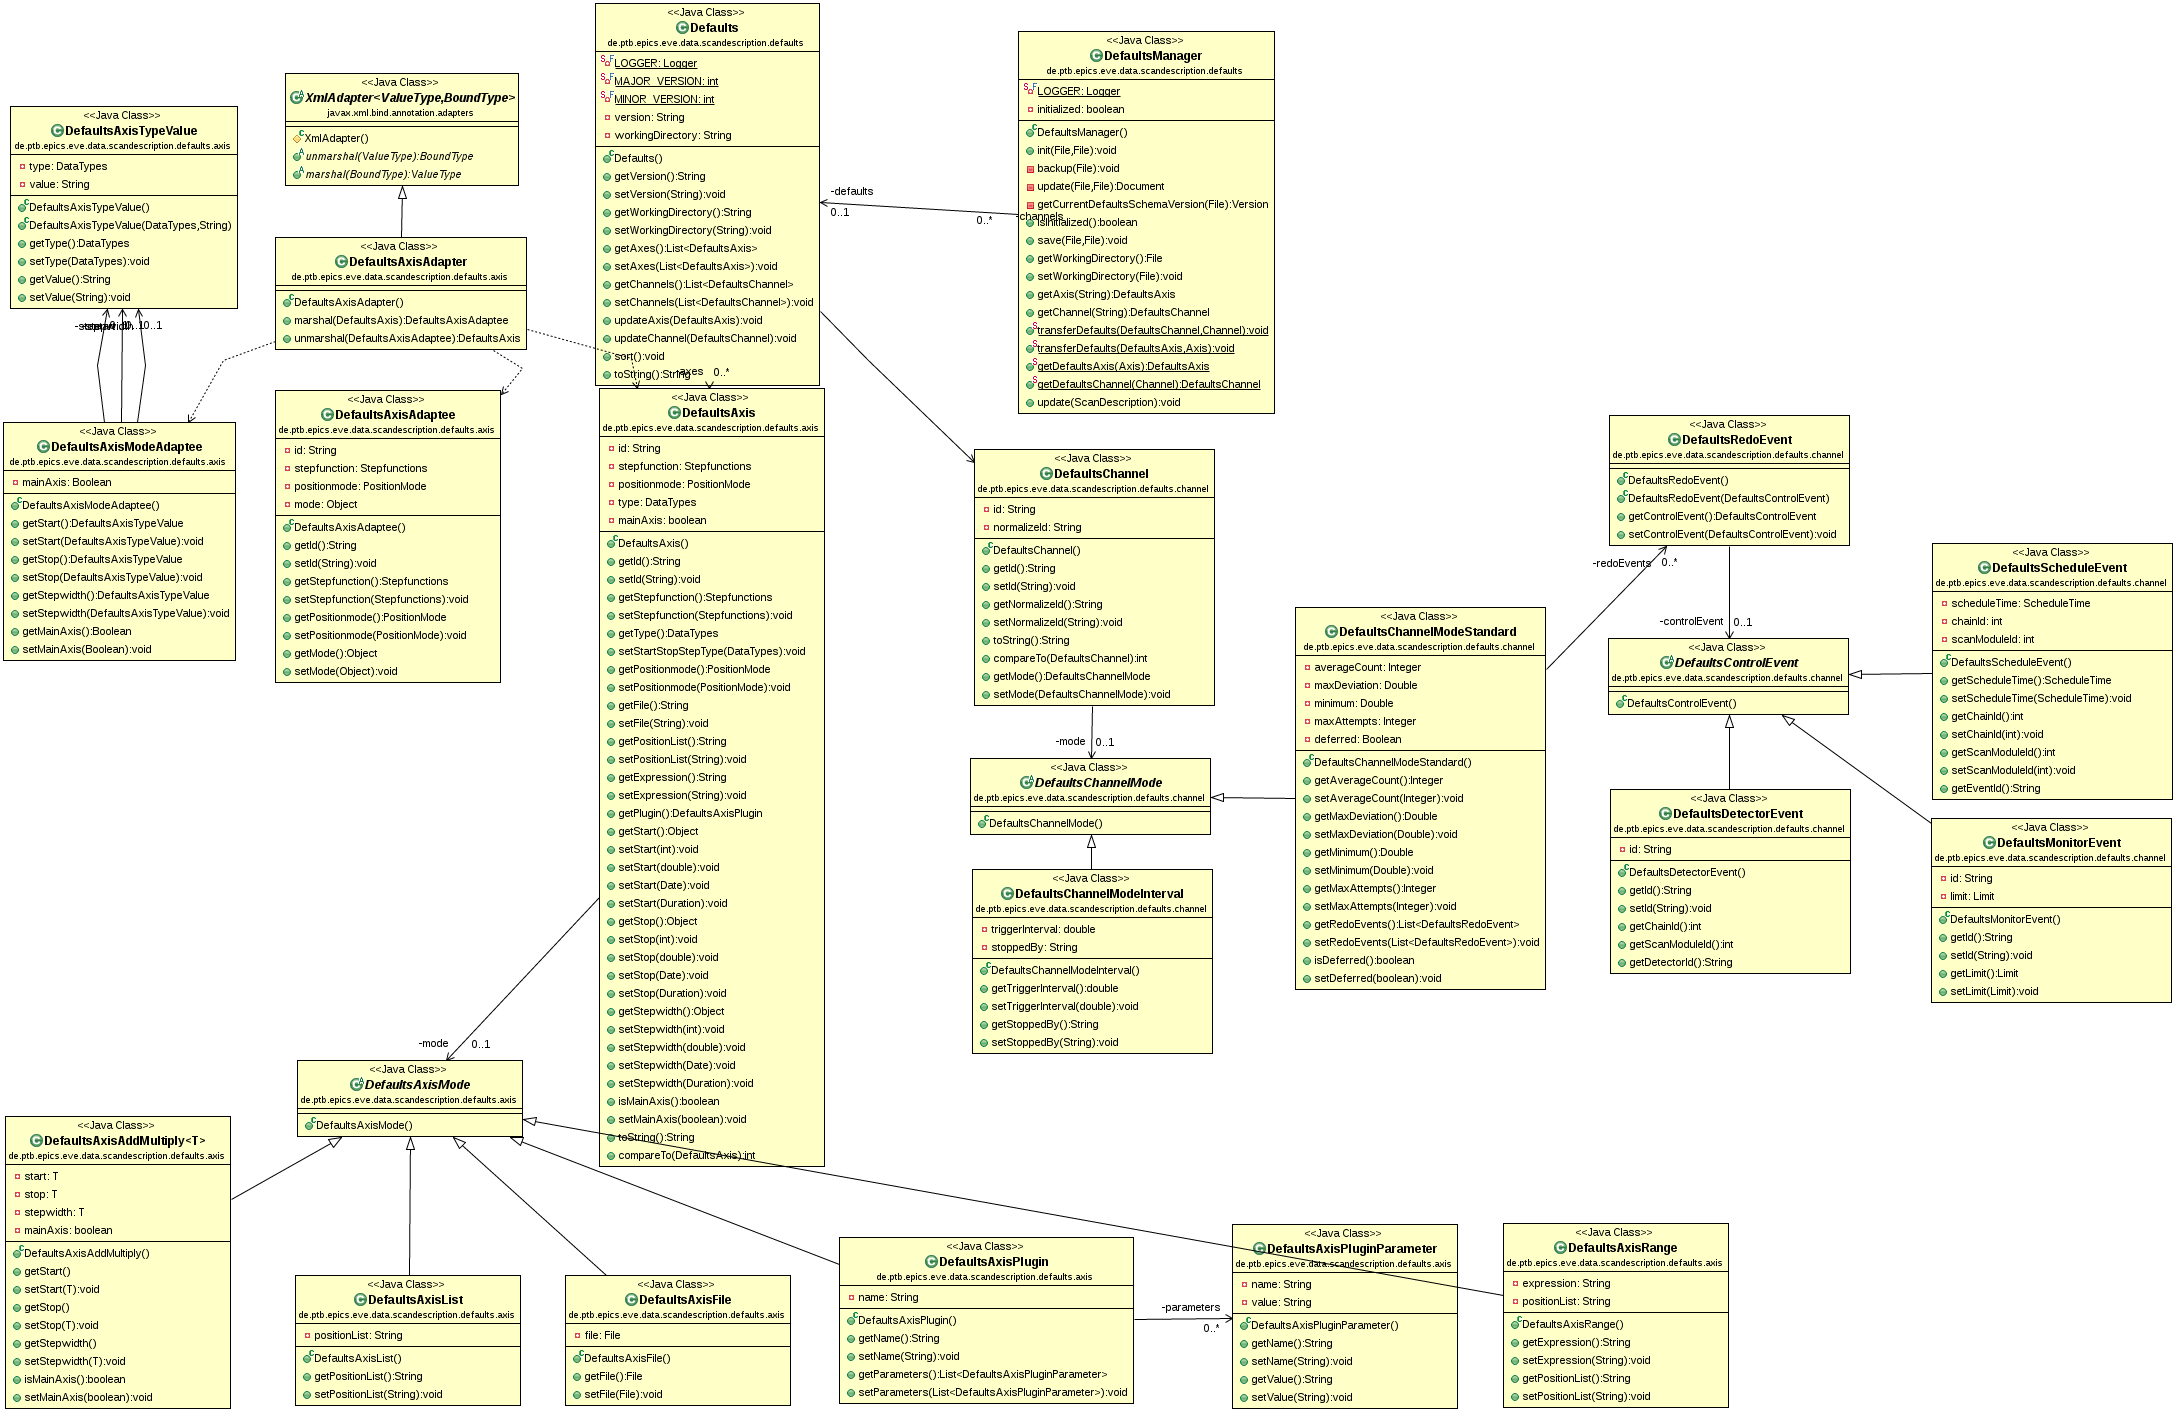 <<Java Class>>
Defaults
de.ptb.epics.eve.data.scandescription.defaults
LOGGER: Logger
MAJOR_VERSION: int
MINOR_VERSION: int
version: String
workingDirectory: String
Defaults()
getVersion():String
setVersion(String):void
getWorkingDirectory():String
setWorkingDirectory(String):void
getAxes():List<DefaultsAxis>
setAxes(List<DefaultsAxis>):void
getChannels():List<DefaultsChannel>
setChannels(List<DefaultsChannel>):void
updateAxis(DefaultsAxis):void
updateChannel(DefaultsChannel):void
sort():void
toString():String
<<Java Class>>
DefaultsManager
de.ptb.epics.eve.data.scandescription.defaults
LOGGER: Logger
initialized: boolean
DefaultsManager()
init(File,File):void
backup(File):void
update(File,File):Document
getCurrentDefaultsSchemaVersion(File):Version
isInitialized():boolean
save(File,File):void
getWorkingDirectory():File
setWorkingDirectory(File):void
getAxis(String):DefaultsAxis
getChannel(String):DefaultsChannel
transferDefaults(DefaultsChannel,Channel):void
transferDefaults(DefaultsAxis,Axis):void
getDefaultsAxis(Axis):DefaultsAxis
getDefaultsChannel(Channel):DefaultsChannel
update(ScanDescription):void
-defaults
0..1
0..*
-channels
<<Java Class>>
XmlAdapter<ValueType,BoundType>
javax.xml.bind.annotation.adapters
XmlAdapter()
unmarshal(ValueType):BoundType
marshal(BoundType):ValueType
<<Java Class>>
DefaultsAxisTypeValue
de.ptb.epics.eve.data.scandescription.defaults.axis
type: DataTypes
value: String
DefaultsAxisTypeValue()
DefaultsAxisTypeValue(DataTypes,String)
getType():DataTypes
setType(DataTypes):void
getValue():String
setValue(String):void
0..1
<<Java Class>>
DefaultsAxisAdapter
de.ptb.epics.eve.data.scandescription.defaults.axis
DefaultsAxisAdapter()
marshal(DefaultsAxis):DefaultsAxisAdaptee
unmarshal(DefaultsAxisAdaptee):DefaultsAxis
<<Java Class>>
DefaultsAxisModeAdaptee
de.ptb.epics.eve.data.scandescription.defaults.axis
mainAxis: Boolean
DefaultsAxisModeAdaptee()
getStart():DefaultsAxisTypeValue
setStart(DefaultsAxisTypeValue):void
getStop():DefaultsAxisTypeValue
setStop(DefaultsAxisTypeValue):void
getStepwidth():DefaultsAxisTypeValue
setStepwidth(DefaultsAxisTypeValue):void
getMainAxis():Boolean
setMainAxis(Boolean):void
<<Java Class>>
DefaultsAxisAdaptee
de.ptb.epics.eve.data.scandescription.defaults.axis
id: String
stepfunction: Stepfunctions
positionmode: PositionMode
mode: Object
DefaultsAxisAdaptee()
getId():String
setId(String):void
getStepfunction():Stepfunctions
setStepfunction(Stepfunctions):void
getPositionmode():PositionMode
setPositionmode(PositionMode):void
getMode():Object
setMode(Object):void
-axes
0..*
<<Java Class>>
DefaultsAxis
de.ptb.epics.eve.data.scandescription.defaults.axis
id: String
stepfunction: Stepfunctions
positionmode: PositionMode
type: DataTypes
mainAxis: boolean
DefaultsAxis()
getId():String
setId(String):void
getStepfunction():Stepfunctions
setStepfunction(Stepfunctions):void
getType():DataTypes
setStartStopStepType(DataTypes):void
getPositionmode():PositionMode
setPositionmode(PositionMode):void
getFile():String
setFile(String):void
getPositionList():String
setPositionList(String):void
getExpression():String
setExpression(String):void
getPlugin():DefaultsAxisPlugin
getStart():Object
setStart(int):void
setStart(double):void
setStart(Date):void
setStart(Duration):void
getStop():Object
setStop(int):void
setStop(double):void
setStop(Date):void
setStop(Duration):void
getStepwidth():Object
setStepwidth(int):void
setStepwidth(double):void
setStepwidth(Date):void
setStepwidth(Duration):void
isMainAxis():boolean
setMainAxis(boolean):void
toString():String
compareTo(DefaultsAxis):int
<<Java Class>>
DefaultsChannel
de.ptb.epics.eve.data.scandescription.defaults.channel
id: String
normalizeId: String
DefaultsChannel()
getId():String
setId(String):void
getNormalizeId():String
setNormalizeId(String):void
toString():String
compareTo(DefaultsChannel):int
getMode():DefaultsChannelMode
setMode(DefaultsChannelMode):void
-mode
0..1
<<Java Class>>
DefaultsChannelMode
de.ptb.epics.eve.data.scandescription.defaults.channel
DefaultsChannelMode()
<<Java Class>>
DefaultsChannelModeInterval
de.ptb.epics.eve.data.scandescription.defaults.channel
triggerInterval: double
stoppedBy: String
DefaultsChannelModeInterval()
getTriggerInterval():double
setTriggerInterval(double):void
getStoppedBy():String
setStoppedBy(String):void
<<Java Class>>
DefaultsChannelModeStandard
de.ptb.epics.eve.data.scandescription.defaults.channel
averageCount: Integer
maxDeviation: Double
minimum: Double
maxAttempts: Integer
deferred: Boolean
DefaultsChannelModeStandard()
getAverageCount():Integer
setAverageCount(Integer):void
getMaxDeviation():Double
setMaxDeviation(Double):void
getMinimum():Double
setMinimum(Double):void
getMaxAttempts():Integer
setMaxAttempts(Integer):void
getRedoEvents():List<DefaultsRedoEvent>
setRedoEvents(List<DefaultsRedoEvent>):void
isDeferred():boolean
setDeferred(boolean):void
<<Java Class>>
DefaultsRedoEvent
de.ptb.epics.eve.data.scandescription.defaults.channel
DefaultsRedoEvent()
DefaultsRedoEvent(DefaultsControlEvent)
getControlEvent():DefaultsControlEvent
setControlEvent(DefaultsControlEvent):void
-redoEvents
0..*
-controlEvent
0..1
<<Java Class>>
DefaultsControlEvent
de.ptb.epics.eve.data.scandescription.defaults.channel
DefaultsControlEvent()
<<Java Class>>
DefaultsScheduleEvent
de.ptb.epics.eve.data.scandescription.defaults.channel
scheduleTime: ScheduleTime
chainId: int
scanModuleId: int
DefaultsScheduleEvent()
getScheduleTime():ScheduleTime
setScheduleTime(ScheduleTime):void
getChainId():int
setChainId(int):void
getScanModuleId():int
setScanModuleId(int):void
getEventId():String
<<Java Class>>
DefaultsDetectorEvent
de.ptb.epics.eve.data.scandescription.defaults.channel
id: String
DefaultsDetectorEvent()
getId():String
setId(String):void
getChainId():int
getScanModuleId():int
getDetectorId():String
<<Java Class>>
DefaultsMonitorEvent
de.ptb.epics.eve.data.scandescription.defaults.channel
id: String
limit: Limit
DefaultsMonitorEvent()
getId():String
setId(String):void
getLimit():Limit
setLimit(Limit):void
-mode
0..1
<<Java Class>>
DefaultsAxisMode
de.ptb.epics.eve.data.scandescription.defaults.axis
DefaultsAxisMode()
<<Java Class>>
DefaultsAxisAddMultiply<T>
de.ptb.epics.eve.data.scandescription.defaults.axis
start: T
stop: T
stepwidth: T
mainAxis: boolean
DefaultsAxisAddMultiply()
getStart()
setStart(T):void
getStop()
setStop(T):void
getStepwidth()
setStepwidth(T):void
isMainAxis():boolean
setMainAxis(boolean):void
<<Java Class>>
DefaultsAxisList
de.ptb.epics.eve.data.scandescription.defaults.axis
positionList: String
DefaultsAxisList()
getPositionList():String
setPositionList(String):void
<<Java Class>>
DefaultsAxisFile
de.ptb.epics.eve.data.scandescription.defaults.axis
file: File
DefaultsAxisFile()
getFile():File
setFile(File):void
<<Java Class>>
DefaultsAxisPlugin
de.ptb.epics.eve.data.scandescription.defaults.axis
name: String
DefaultsAxisPlugin()
getName():String
setName(String):void
getParameters():List<DefaultsAxisPluginParameter>
setParameters(List<DefaultsAxisPluginParameter>):void
-parameters
0..*
<<Java Class>>
DefaultsAxisPluginParameter
de.ptb.epics.eve.data.scandescription.defaults.axis
name: String
value: String
DefaultsAxisPluginParameter()
getName():String
setName(String):void
getValue():String
setValue(String):void
<<Java Class>>
DefaultsAxisRange
de.ptb.epics.eve.data.scandescription.defaults.axis
expression: String
positionList: String
DefaultsAxisRange()
getExpression():String
setExpression(String):void
getPositionList():String
setPositionList(String):void